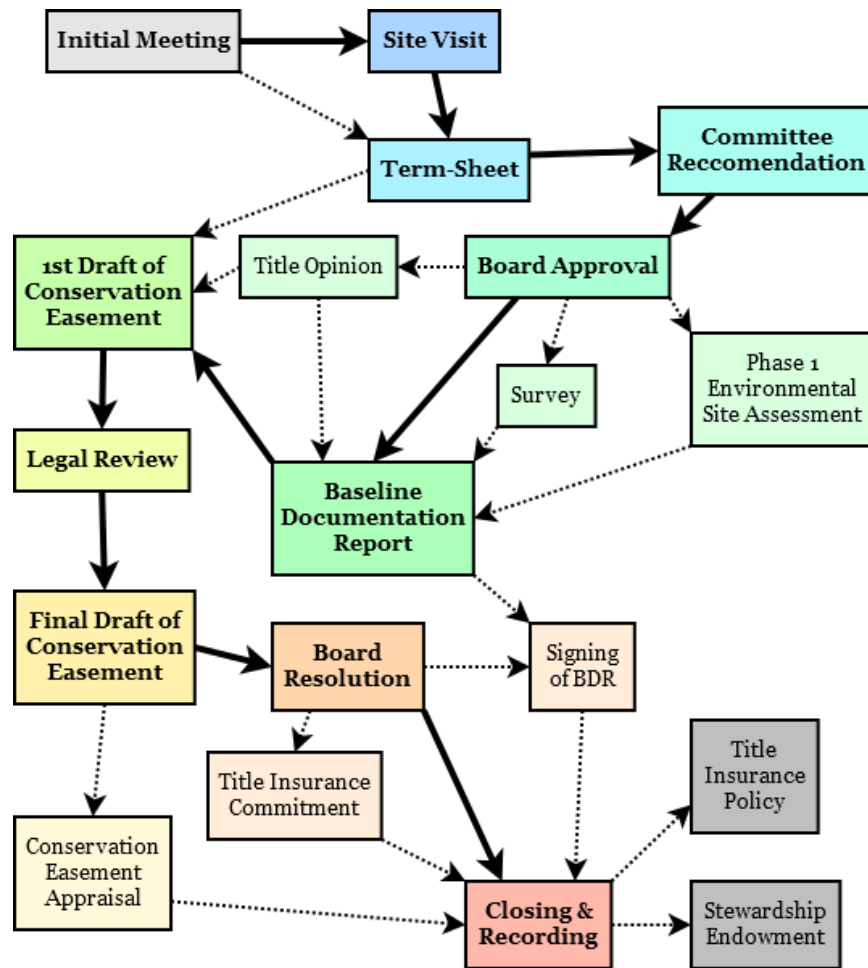 Initial Meeting
Site Visit
Term-Sheet
Committee
Reccomendation
1st Draft of
Conservation
Easement
Title Opinion
Board Approval
Survey
Phase 1
Environmental
Site Assessment
Legal Review
Baseline
Documentation
Report
Final Draft of
Conservation
Easement
Board
Resolution
Signing
of BDR
Title Insurance
Commitment
Title
Insurance
Policy
Conservation
Easement
Appraisal
Closing &
Recording
Stewardship
Endowment